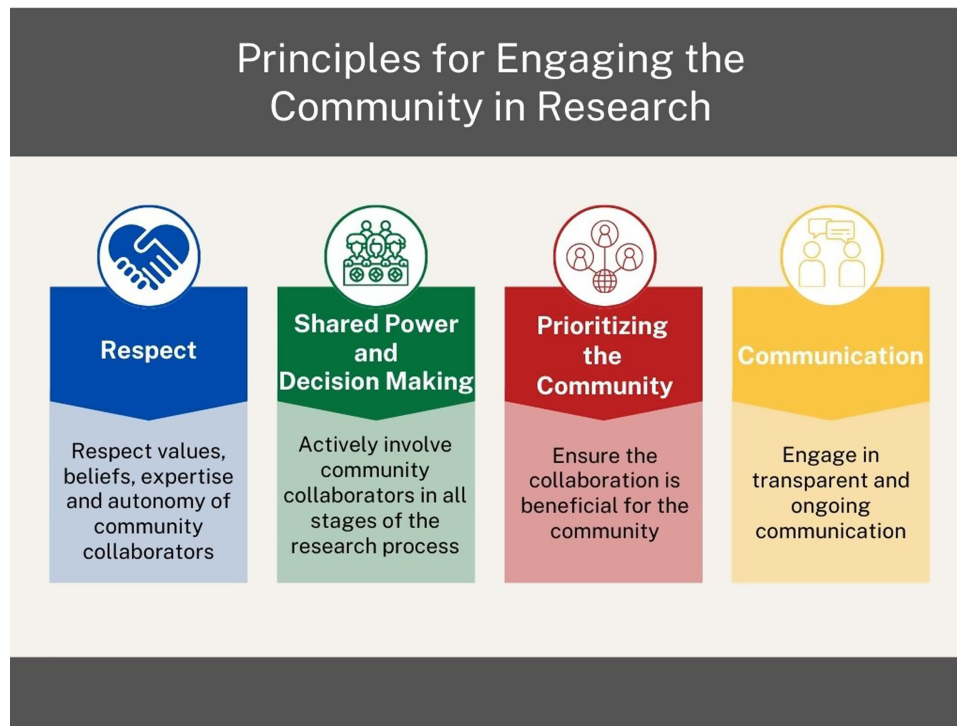 Principles for Engaging the
Community in Research
Respect
Respect values,
beliefs, expertise
and autonomy of
community
collaborators
Shared Power
and
Decision Making
Actively involve
community
collaborators in all
stages of the
research process
Prioritizing
the
Community
Ensure the
collaboration is
beneficial for the
community
Communication
Engage in
transparent and
ongoing
communication